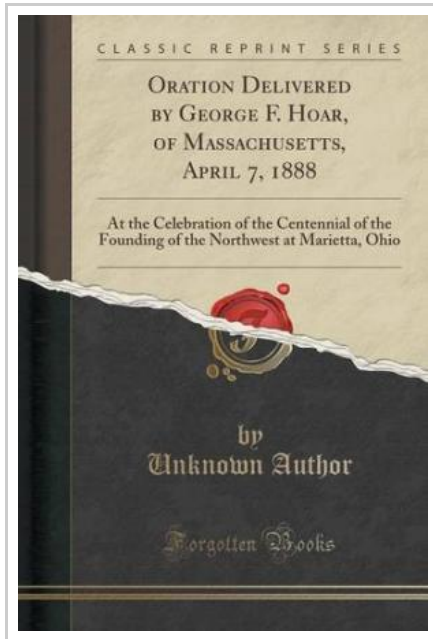 CLASSIC REPRINT SERIES
ORATION DELIVERED
BY GEORGE F. HOAR,
OF MASSACHUSETTS,
APRIL 7, 1888
At the Celebration of the Centennial of the
Founding of the Northwest at Marietta, Ohio
by
Unknown Author
Forgotten Books